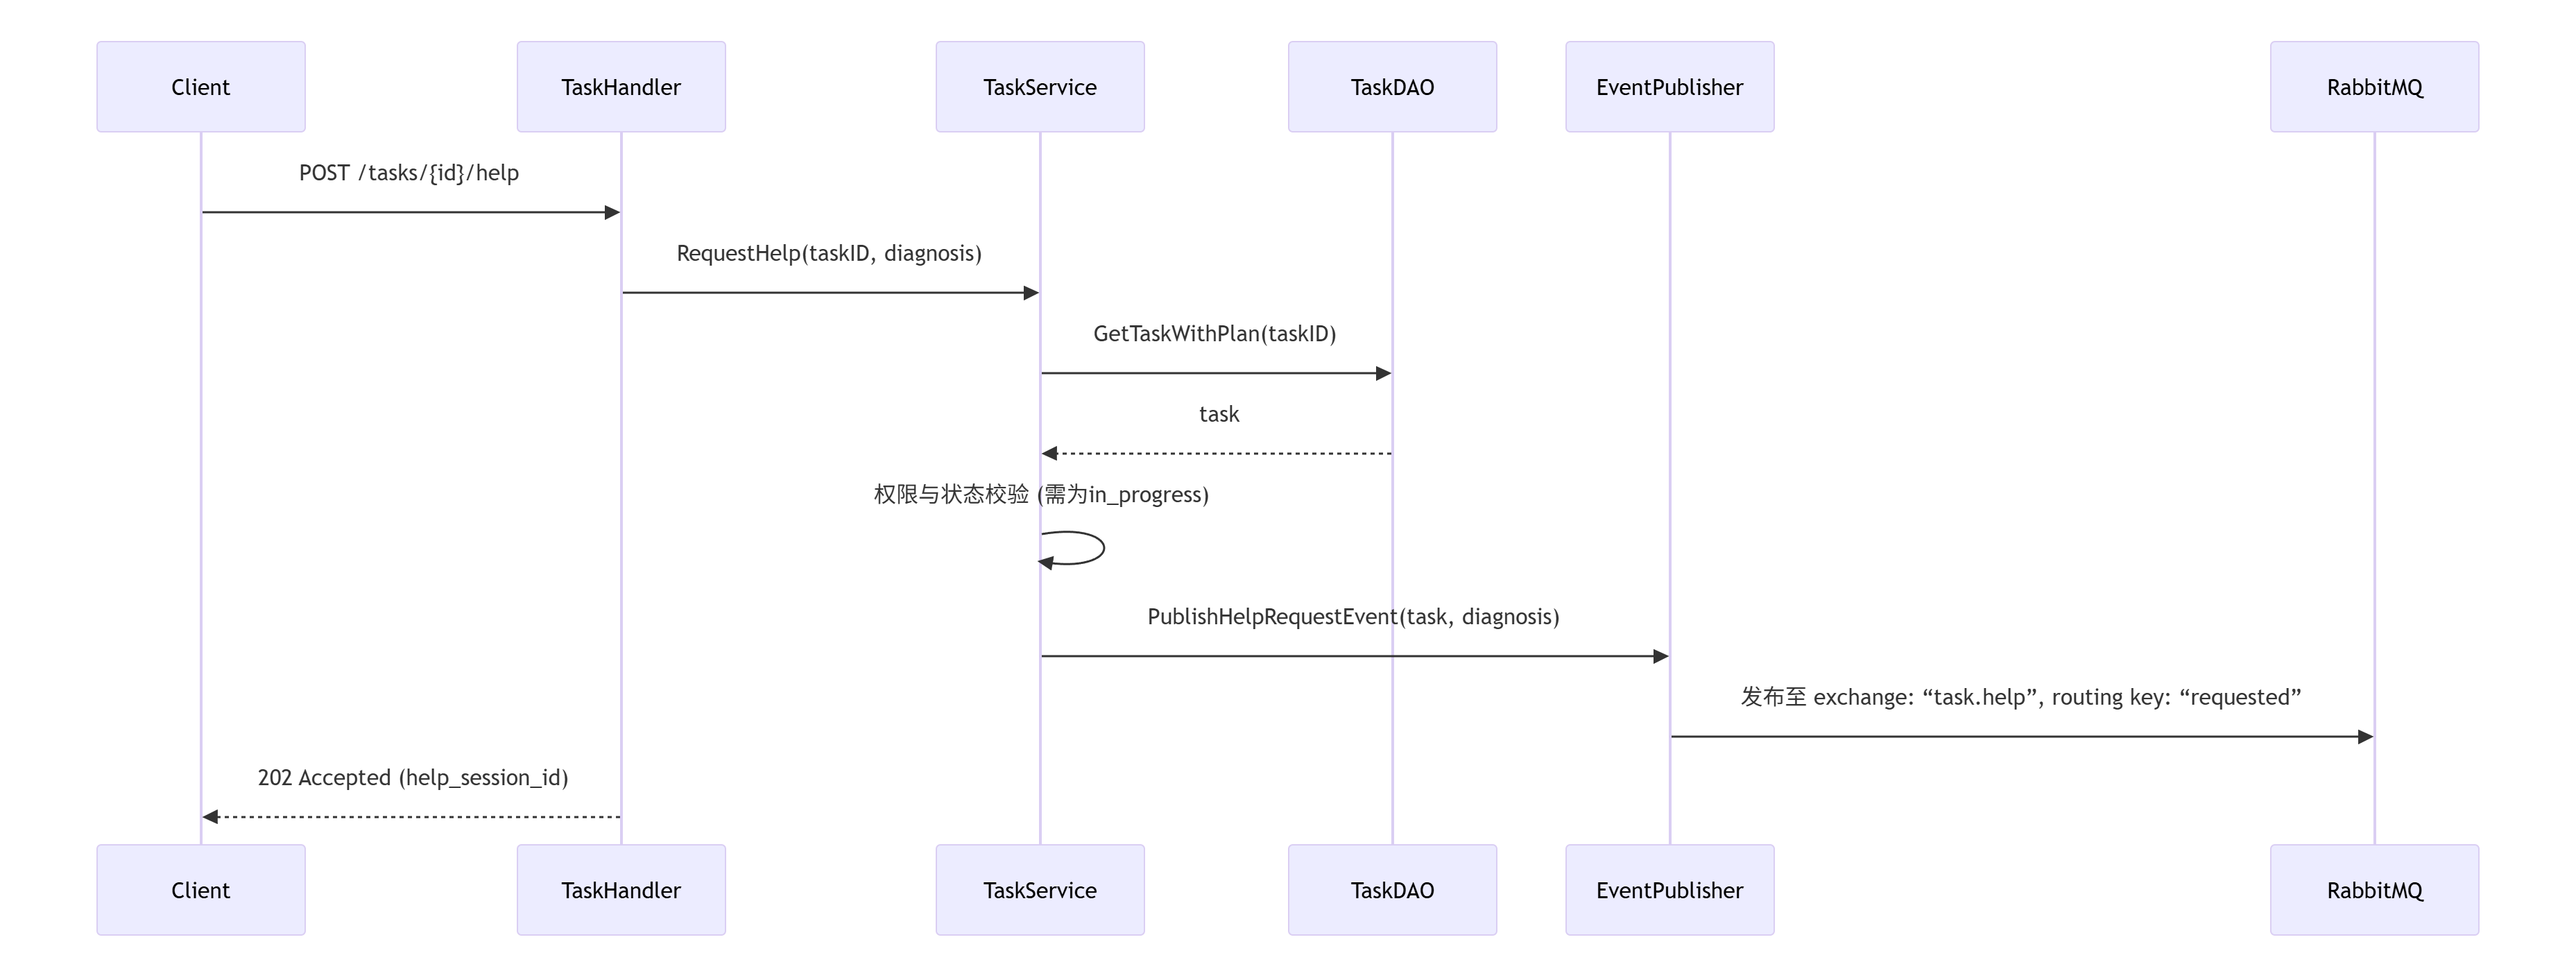 Client
TaskHandler
TaskService
TaskDAO
EventPublisher
RabbitMQ
POST /tasks/{id}/help
RequestHelp(taskID, diagnosis)
GetTaskWithPlan(taskID)
task
权限与状态校验 (需为in_progress)
PublishHelpRequestEvent(task, diagnosis)
发布至 exchange: “task.help”, routing key: “requested”
202 Accepted (help_session_id)
Client
TaskHandler
TaskService
TaskDAO
EventPublisher
RabbitMQ